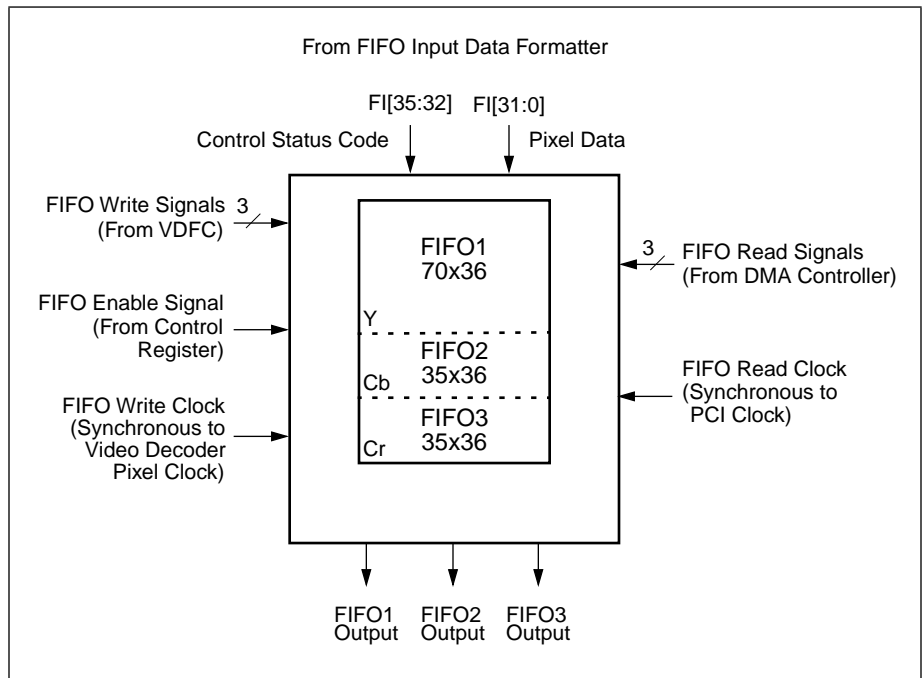 From FIFO Input Data Formatter
FI[35:32] FI[31:0]
Control Status Code
Pixel Data
FIFO Write Signals
(From VDFC)
3
FIFO Enable Signal
(From Control
Register)
FIFO Write Clock
(Synchronous to
Video Decoder
Pixel Clock)
FIFO1
70x36
Y
FIFO2
35x36
Cb
FIFO3
35x36
Cr
3
FIFO Read Signals
(From DMA Controller)
FIFO Read Clock
(Synchronous to
PCI Clock)
FIFO1
Output
FIFO2
Output
FIFO3
Output